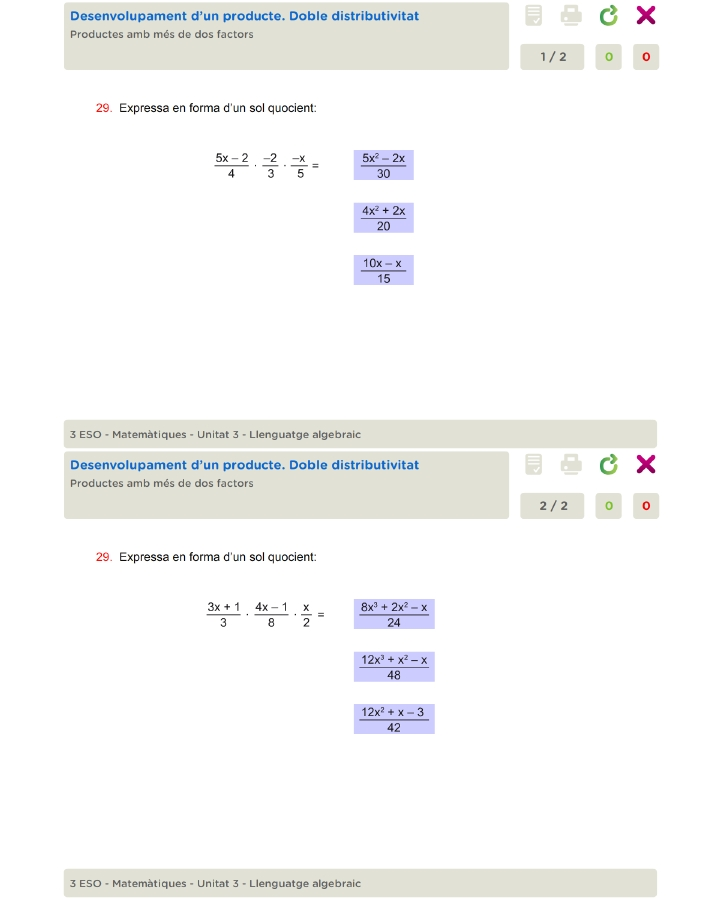 Desenvolupament d'un producte. Doble distributivitat
Productes amb més de dos factors
1 / 2
0
0
29. Expressa en forma d'un sol quocient:
(5x – 2)/4 · (–2)/3 · (–x)/5 =
(5x² – 2x)/30
(4x² + 2x)/20
(10x – x)/15
3 ESO - Matemàtiques - Unitat 3 - Llenguatge algebraic
Desenvolupament d'un producte. Doble distributivitat
Productes amb més de dos factors
2 / 2
0
0
29. Expressa en forma d'un sol quocient:
(3x + 1)/3 · (4x – 1)/8 · x/2 =
(8x³ + 2x² – x)/24
(12x³ + x² – x)/48
(12x² + x – 3)/42
3 ESO - Matemàtiques - Unitat 3 - Llenguatge algebraic